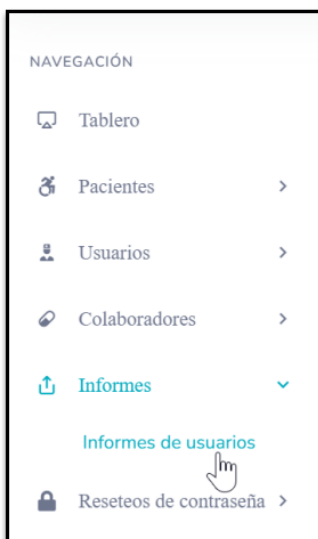 NAVEGACIÓN
Tablero
Pacientes
Usuarios
Colaboradores
Informes
Informes de usuarios
Reseteos de contraseña